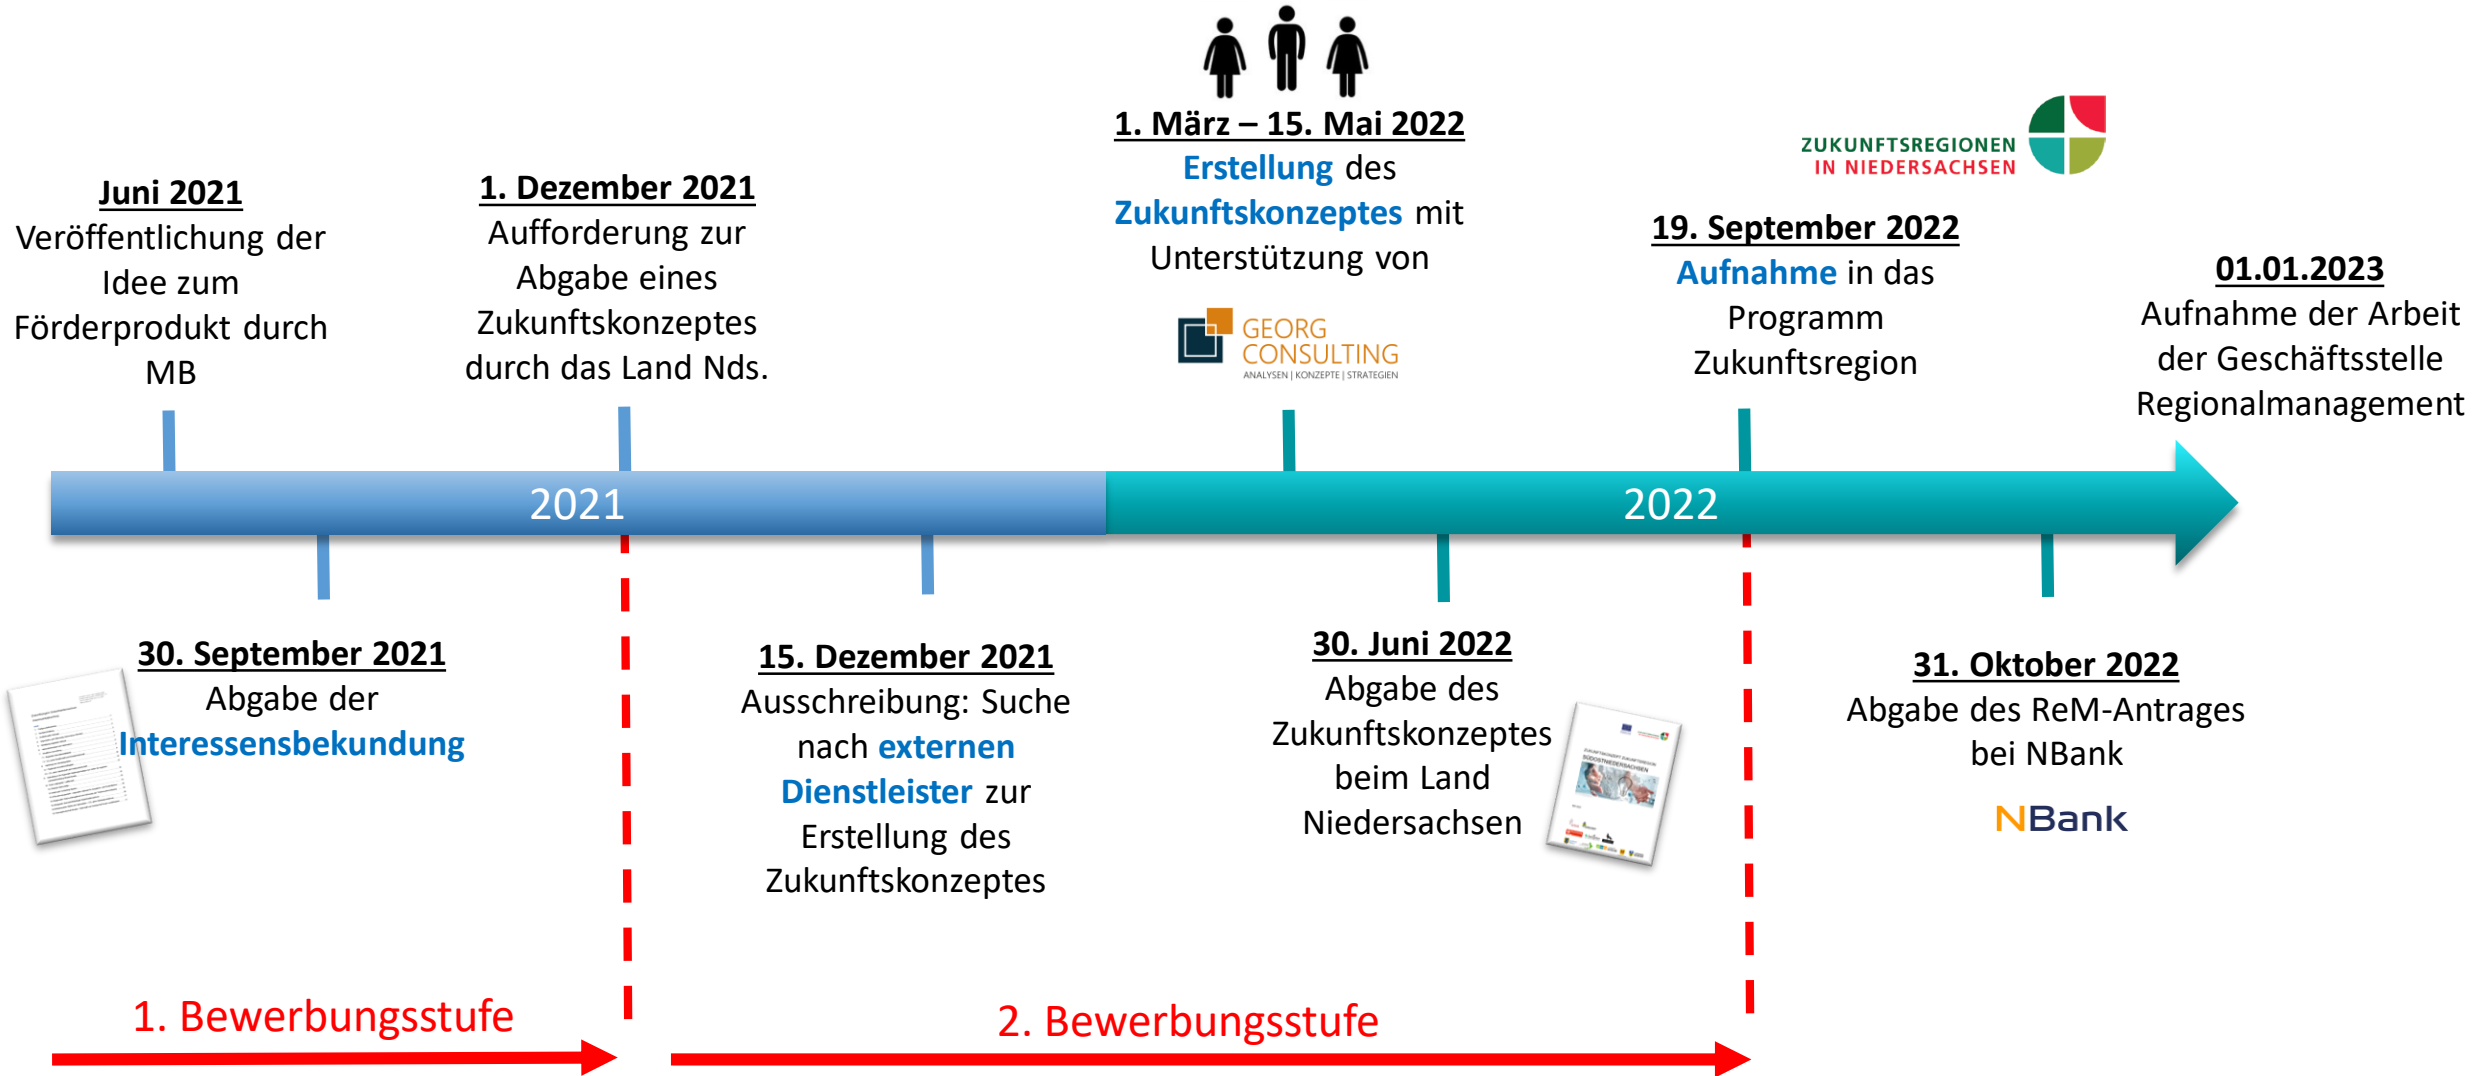 Juni 2021
Veröffentlichung der
Idee zum
Förderprodukt durch
MB
1. Dezember 2021
Aufforderung zur
Abgabe eines
Zukunftskonzeptes
durch das Land Nds.
1. März – 15. Mai 2022
Erstellung des
Zukunftskonzeptes mit
Unterstützung von
GEORG
CONSULTING
ANALYSEN | KONZEPTE | STRATEGIEN
ZUKUNFTSREGIONEN
IN NIEDERSACHSEN
19. September 2022
Aufnahme in das
Programm
Zukunftsregion
01.01.2023
Aufnahme der Arbeit
der Geschäftsstelle
Regionalmanagement
2021
2022
30. September 2021
Abgabe der
Interessensbekundung
15. Dezember 2021
Ausschreibung: Suche
nach externen
Dienstleister zur
Erstellung des
Zukunftskonzeptes
30. Juni 2022
Abgabe des
Zukunftskonzeptes
beim Land
Niedersachsen
ZUKUNFTSKONZEPT ZUKUNFTSREGION
SÜDOSTNIEDERSACHSEN
31. Oktober 2022
Abgabe des ReM-Antrages
bei NBank
NBank
1. Bewerbungsstufe
2. Bewerbungsstufe